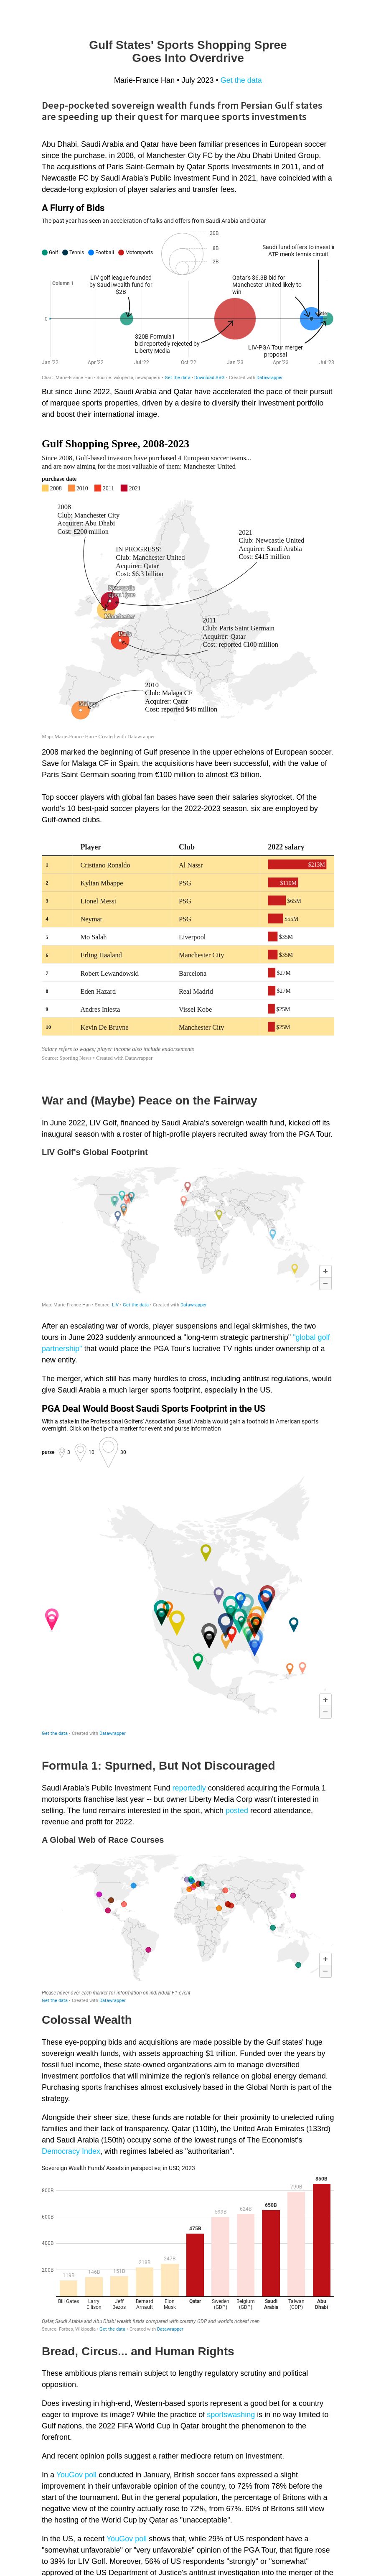 Gulf States' Sports Shopping Spree
Goes Into Overdrive
Marie-France Han • July 2023 • Get the data
Deep-pocketed sovereign wealth funds from Persian Gulf states
are speeding up their quest for marquee sports investments
Abu Dhabi, Saudi Arabia and Qatar have been familiar presences in European soccer
since the purchase, in 2008, of Manchester City FC by the Abu Dhabi United Group.
The acquisitions of Paris Saint-Germain by Qatar Sports Investments in 2011, and of
Newcastle FC by Saudi Arabia's Public Investment Fund in 2021, have coincided with a
decade-long explosion of player salaries and transfer fees.
A Flurry of Bids
The past year has seen an acceleration of talks and offers from Saudi Arabia and Qatar
20B
8B
2B
Golf Tennis Football Motorsports
Saudi fund offers to invest in
ATP men's tennis circuit
LIV golf league founded
by Saudi wealth fund for
$2B
Qatar's $6.3B bid for
Manchester United likely to
win
Column 1
0
$20B Formula1
bid reportedly rejected by
Liberty Media
LIV-PGA Tour merger
proposal
Jan '22 Apr '22 Jul '22 Oct '22 Jan '23 Apr '23 Jul '23
Chart: Marie-France Han • Source: wikipedia, newspapers • Get the data • Download SVG • Created with Datawrapper
But since June 2022, Saudi Arabia and Qatar have accelerated the pace of their pursuit
of marquee sports properties, driven by a desire to diversify their investment portfolio
and boost their international image.
Gulf Shopping Spree, 2008-2023
Since 2008, Gulf-based investors have purchased 4 European soccer teams...
and are now aiming for the most valluable of them: Manchester United
purchase date
2008 2010 2011 2021
2008
Club: Manchester City
Acquirer: Abu Dhabi
Cost: £200 million
2021
Club: Newcastle United
Acquirer: Saudi Arabia
Cost: £415 million
IN PROGRESS:
Club: Manchester United
Acquirer: Qatar
Cost: $6.3 billion
Newcastle
upon Tyne
Manchester
2011
Club: Paris Saint Germain
Acquirer: Qatar
Cost: reported €100 million
Paris
2010
Club: Malaga CF
Acquirer: Qatar
Cost: reported $48 million
Málaga
Map: Marie-France Han • Created with Datawrapper
2008 marked the beginning of Gulf presence in the upper echelons of European soccer.
Save for Malaga CF in Spain, the acquisitions have been successful, with the value of
Paris Saint Germain soaring from €100 million to almost €3 billion.
Top soccer players with global fan bases have seen their salaries skyrocket. Of the
world's 10 best-paid soccer players for the 2022-2023 season, six are employed by
Gulf-owned clubs.
Player Club 2022 salary
1 Cristiano Ronaldo Al Nassr $213M
2 Kylian Mbappe PSG $110M
3 Lionel Messi PSG $65M
4 Neymar PSG $55M
5 Mo Salah Liverpool $35M
6 Erling Haaland Manchester City $35M
7 Robert Lewandowski Barcelona $27M
8 Eden Hazard Real Madrid $27M
9 Andres Iniesta Vissel Kobe $25M
10 Kevin De Bruyne Manchester City $25M
Salary refers to wages; player income also include endorsements
Source: Sporting News • Created with Datawrapper
War and (Maybe) Peace on the Fairway
In June 2022, LIV Golf, financed by Saudi Arabia's sovereign wealth fund, kicked off its
inaugural season with a roster of high-profile players recruited away from the PGA Tour.
LIV Golf's Global Footprint
+
−
Map: Marie-France Han • Source: LIV • Get the data • Created with Datawrapper
After an escalating war of words, player suspensions and legal skirmishes, the two
tours in June 2023 suddenly announced a "long-term strategic partnership" "global golf
partnership" that would place the PGA Tour's lucrative TV rights under ownership of a
new entity.
The merger, which still has many hurdles to cross, including antitrust regulations, would
give Saudi Arabia a much larger sports footprint, especially in the US.
PGA Deal Would Boost Saudi Sports Footprint in the US
With a stake in the Professional Golfers' Association, Saudi Arabia would gain a foothold in American sports
overnight. Click on the tip of a marker for event and purse information
purse 3 10 30
+
−
Get the data • Created with Datawrapper
Formula 1: Spurned, But Not Discouraged
Saudi Arabia's Public Investment Fund reportedly considered acquiring the Formula 1
motorsports franchise last year -- but owner Liberty Media Corp wasn't interested in
selling. The fund remains interested in the sport, which posted record attendance,
revenue and profit for 2022.
A Global Web of Race Courses
+
−
Please hover over each marker for information on individual F1 event
Get the data • Created with Datawrapper
Colossal Wealth
These eye-popping bids and acquisitions are made possible by the Gulf states' huge
sovereign wealth funds, with assets approaching $1 trillion. Funded over the years by
fossil fuel income, these state-owned organizations aim to manage diversified
investment portfolios that will minimize the region's reliance on global energy demand.
Purchasing sports franchises almost exclusively based in the Global North is part of the
strategy.
Alongside their sheer size, these funds are notable for their proximity to unelected ruling
families and their lack of transparency. Qatar (110th), the United Arab Emirates (133rd)
and Saudi Arabia (150th) occupy some of the lowest rungs of The Economist's
Democracy Index, with regimes labeled as "authoritarian".
Sovereign Wealth Funds' Assets in perspective, in USD, 2023
800B
600B
400B
200B
119B 146B 151B 218B 247B 475B 599B 624B 650B 790B 850B
Bill Gates Larry Ellison Jeff Bezos Bernard Arnault Elon Musk Qatar Sweden (GDP) Belgium (GDP) Saudi Arabia Taiwan (GDP) Abu Dhabi
Qatar, Saudi Atabia and Abu Dhabi wealth funds compared with country GDP and world's richest men
Source: Forbes, Wikipedia • Get the data • Created with Datawrapper
Bread, Circus... and Human Rights
These ambitious plans remain subject to lengthy regulatory scrutiny and political
opposition.
Does investing in high-end, Western-based sports represent a good bet for a country
eager to improve its image? While the practice of sportswashing is in no way limited to
Gulf nations, the 2022 FIFA World Cup in Qatar brought the phenomenon to the
forefront.
And recent opinion polls suggest a rather mediocre return on investment.
In a YouGov poll conducted in January, British soccer fans expressed a slight
improvement in their unfavorable opinion of the country, to 72% from 78% before the
start of the tournament. But in the general population, the percentage of Britons with a
negative view of the country actually rose to 72%, from 67%. 60% of Britons still view
the hosting of the World Cup by Qatar as "unacceptable".
In the US, a recent YouGov poll shows that, while 29% of US respondent have a
"somewhat unfavorable" or "very unfavorable" opinion of the PGA Tour, that figure rose
to 39% for LIV Golf. Moreover, 56% of US respondents "strongly" or "somewhat"
approved of the US Department of Justice's antitrust investigation into the merger of the